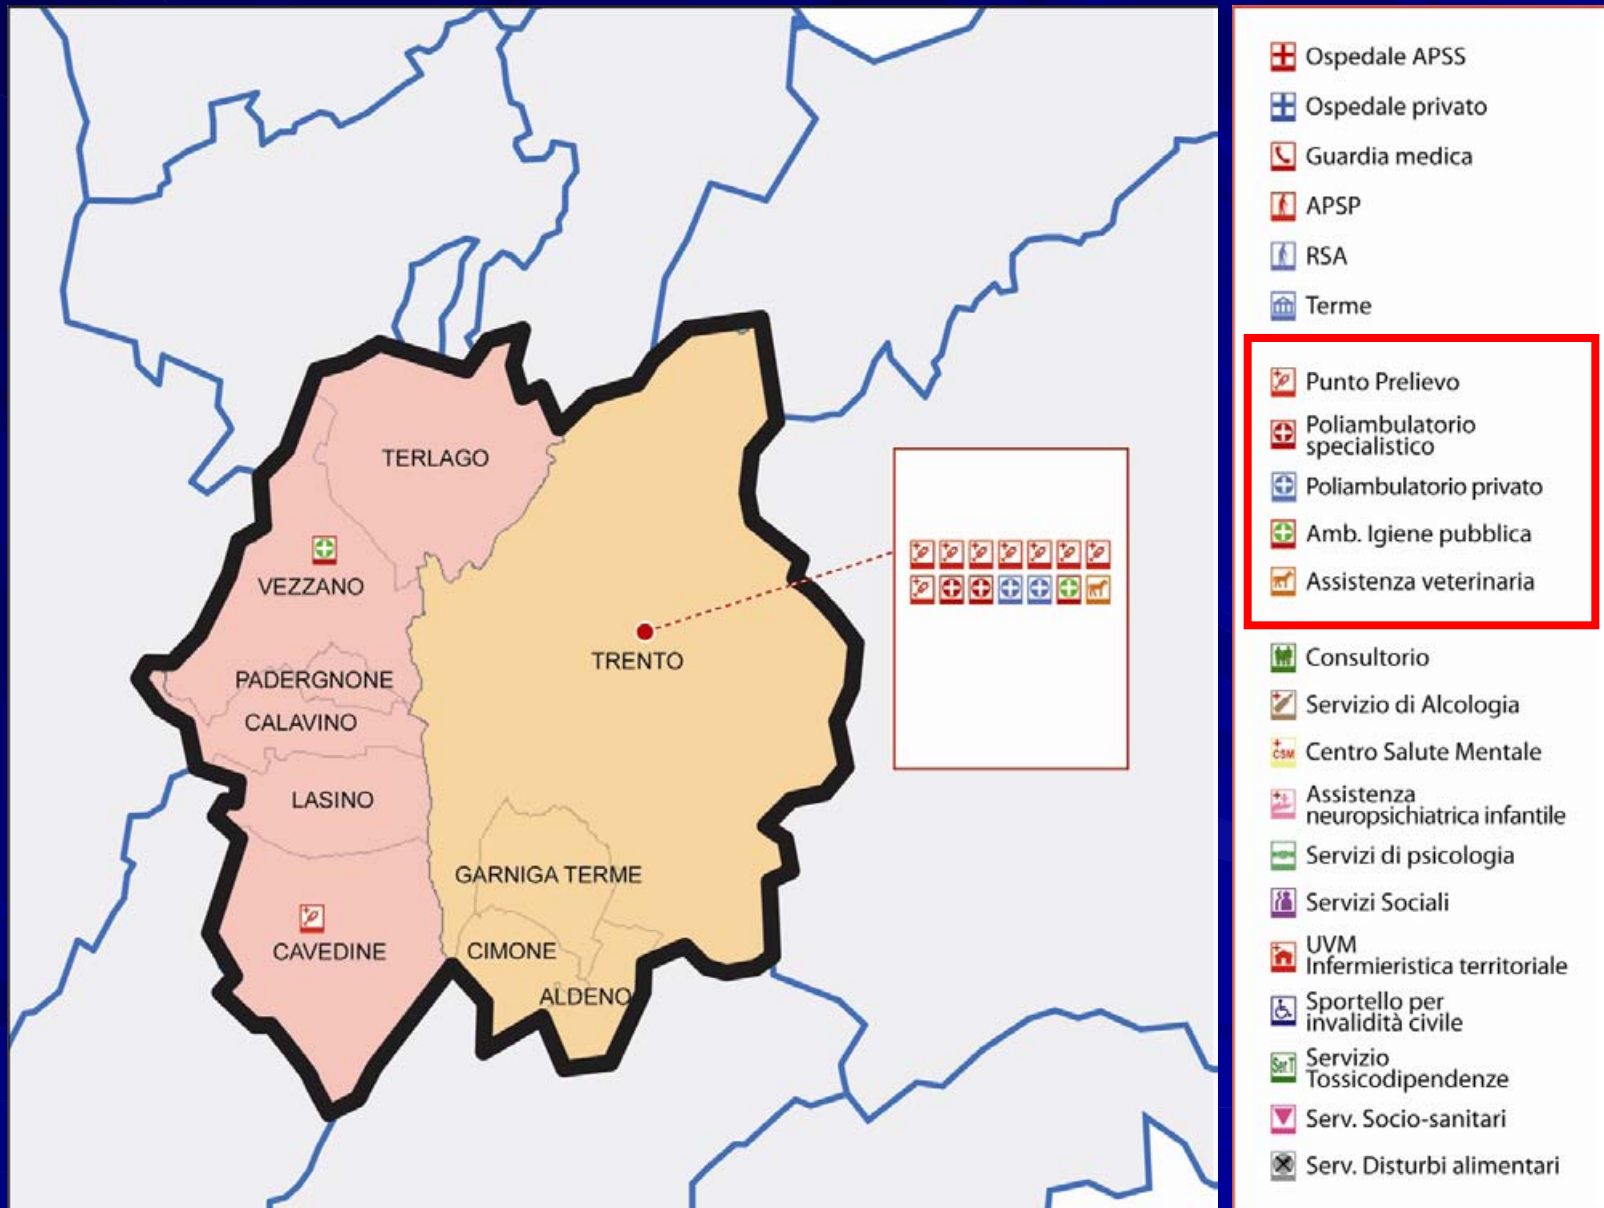 TERLAGO
VEZZANO
TRENTO
PADERGNONE
CALAVINO
LASINO
GARNIGA TERME
CAVEDINE
CIMONE
ALDENO
Ospedale APSS
Ospedale privato
Guardia medica
APSP
RSA
Terme
Punto Prelievo
Poliambulatorio
specialistico
Poliambulatorio privato
Amb. Igiene pubblica
Assistenza veterinaria
Consultorio
Servizio di Alcologia
CSM Centro Salute Mentale
Assistenza
neuropsichiatrica infantile
Servizi di psicologia
Servizi Sociali
UVM
Infermieristica territoriale
Sportello per
invalidità civile
Ser.T Servizio
Tossicodipendenze
Serv. Socio-sanitari
Serv. Disturbi alimentari